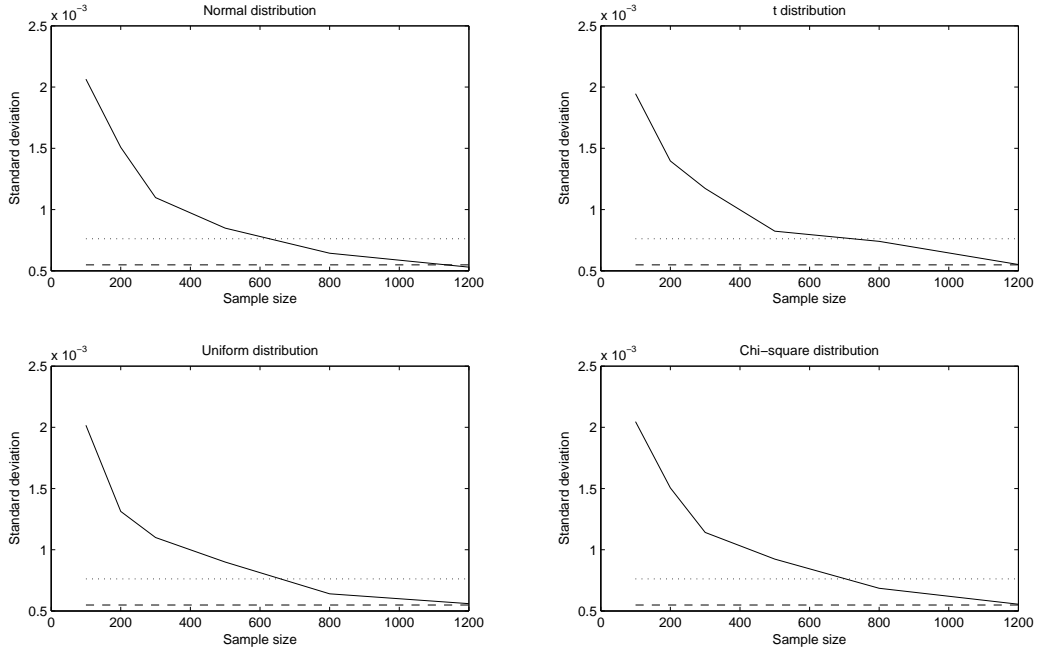 Normal distribution
x 10⁻³
2.5
2
1.5
1
0.5
0 200 400 600 800 1000 1200
Standard deviation
Sample size
t distribution
x 10⁻³
2.5
2
1.5
1
0.5
0 200 400 600 800 1000 1200
Standard deviation
Sample size
Uniform distribution
x 10⁻³
2.5
2
1.5
1
0.5
0 200 400 600 800 1000 1200
Standard deviation
Sample size
Chi−square distribution
x 10⁻³
2.5
2
1.5
1
0.5
0 200 400 600 800 1000 1200
Standard deviation
Sample size